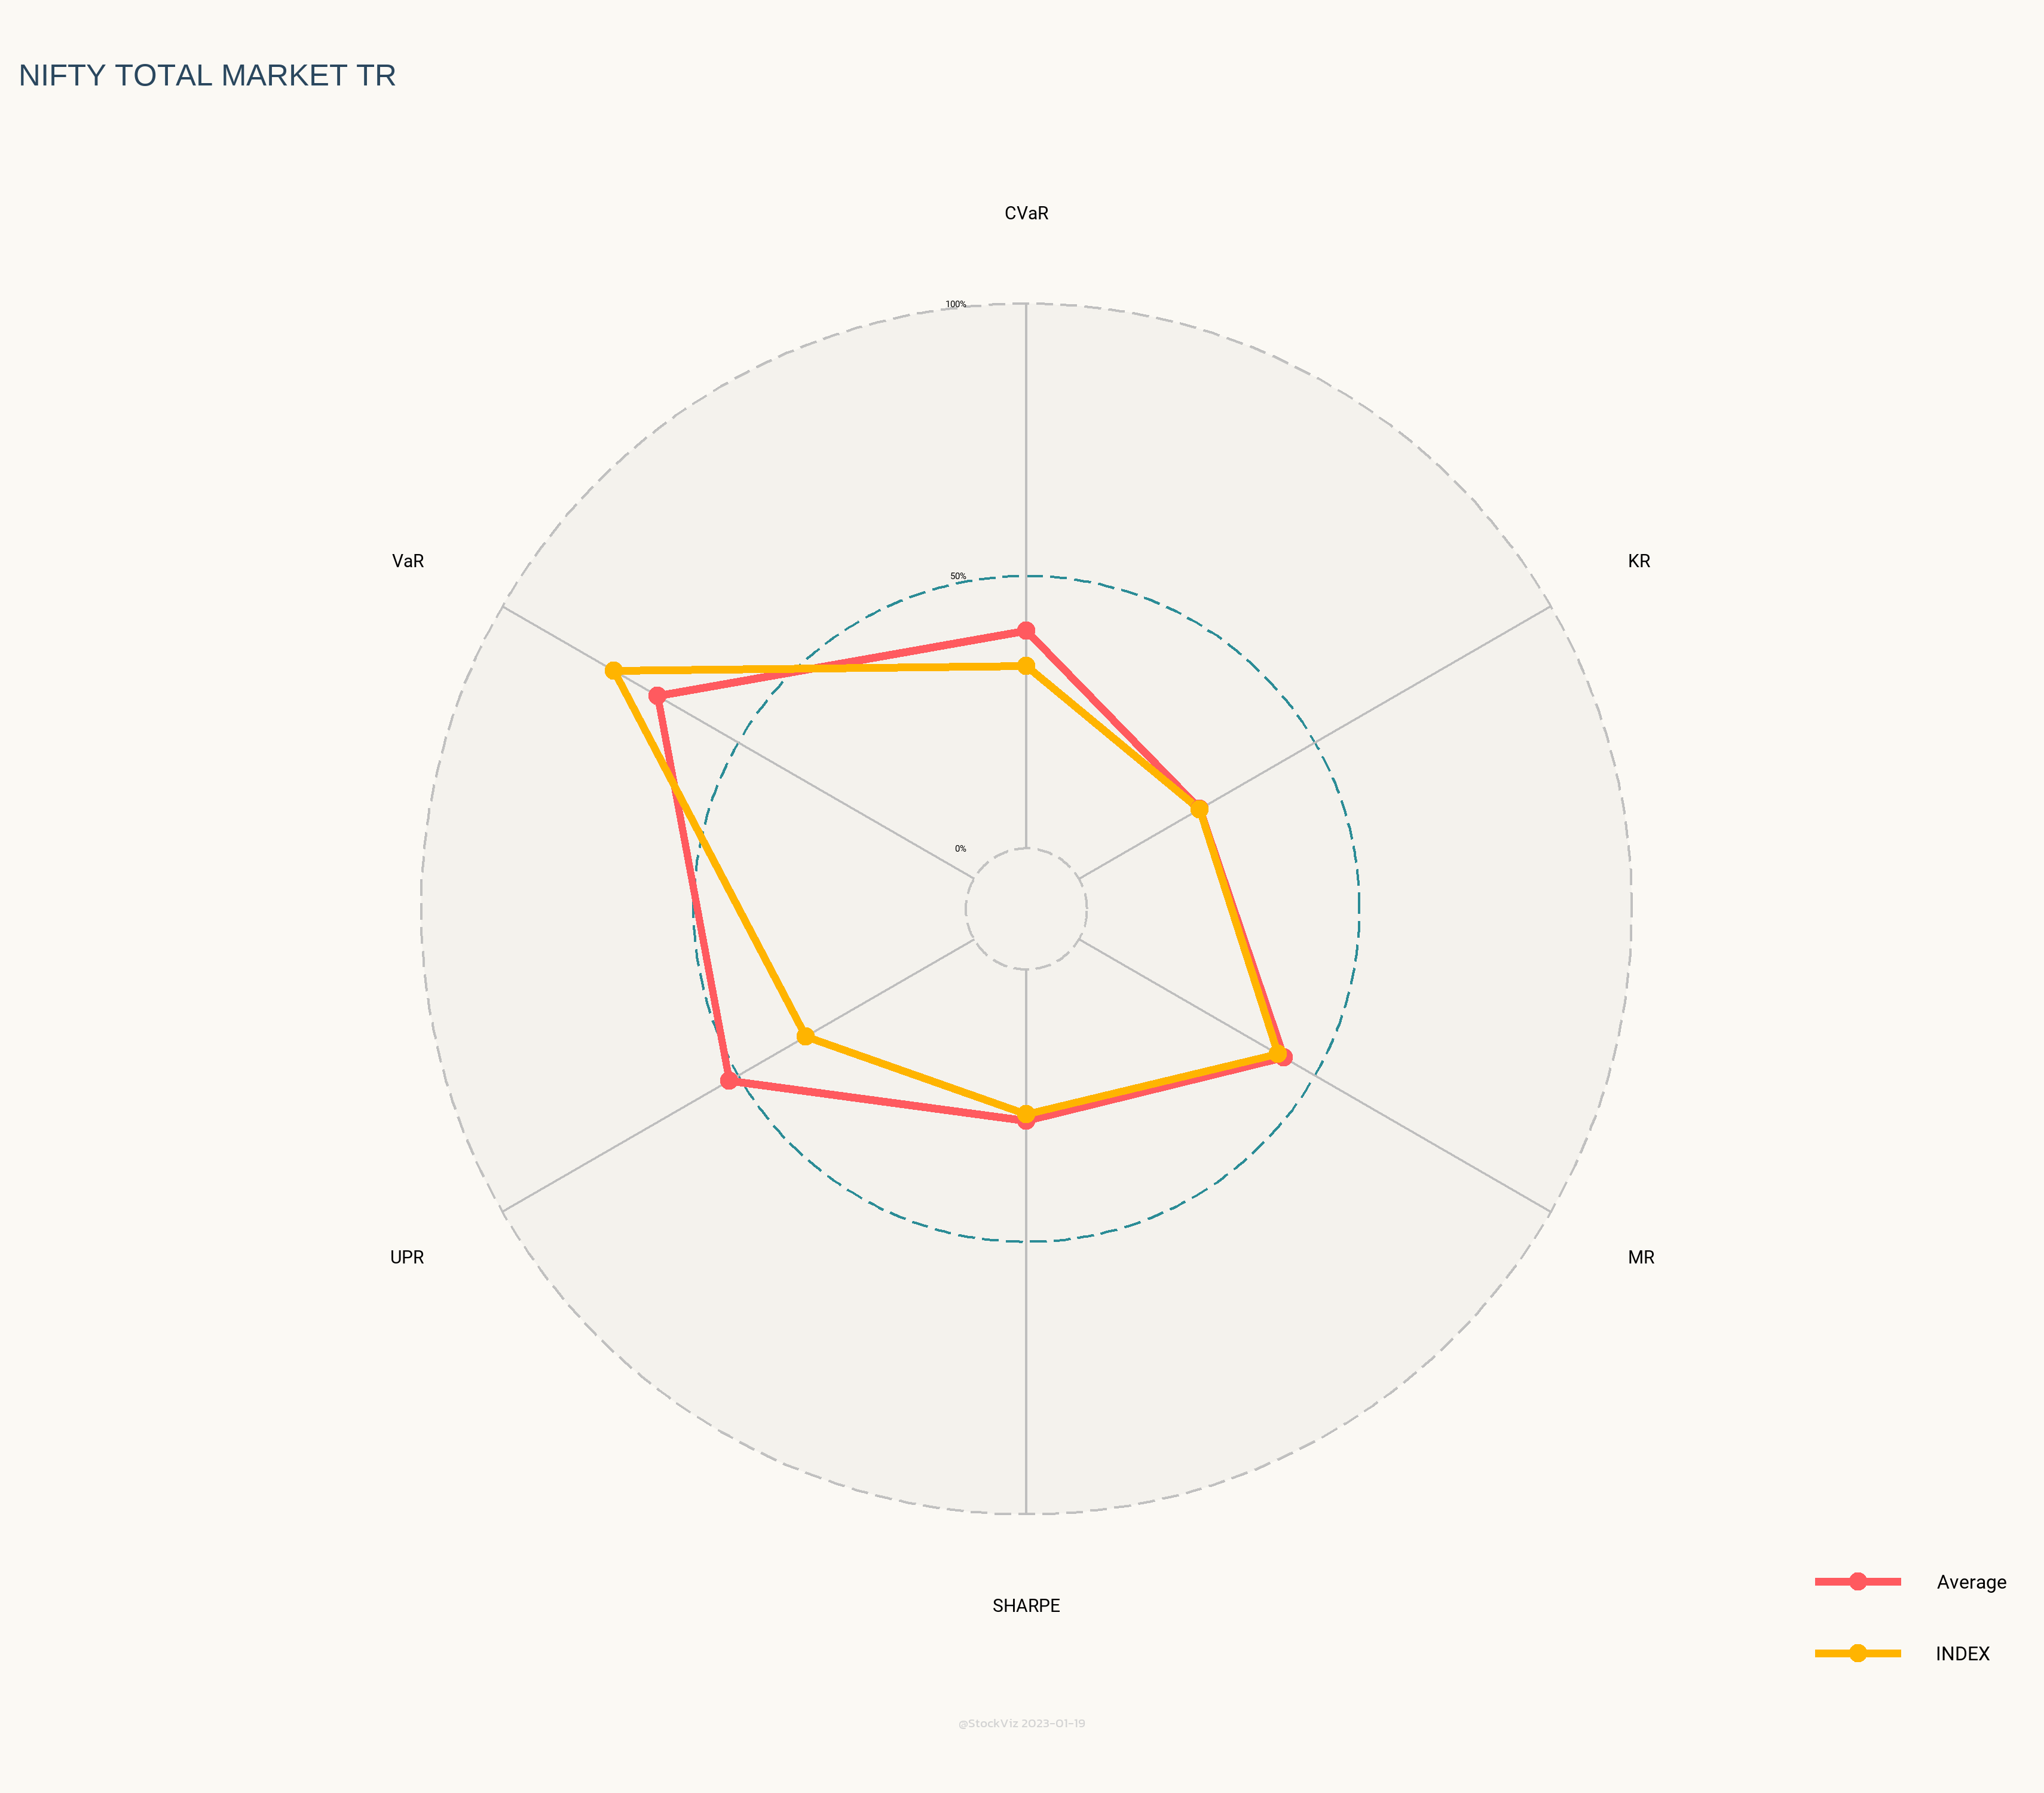 NIFTY TOTAL MARKET TR
CVaR
100%
VaR
KR
50%
0%
UPR
MR
SHARPE
Average
INDEX
@StockViz 2023-01-19